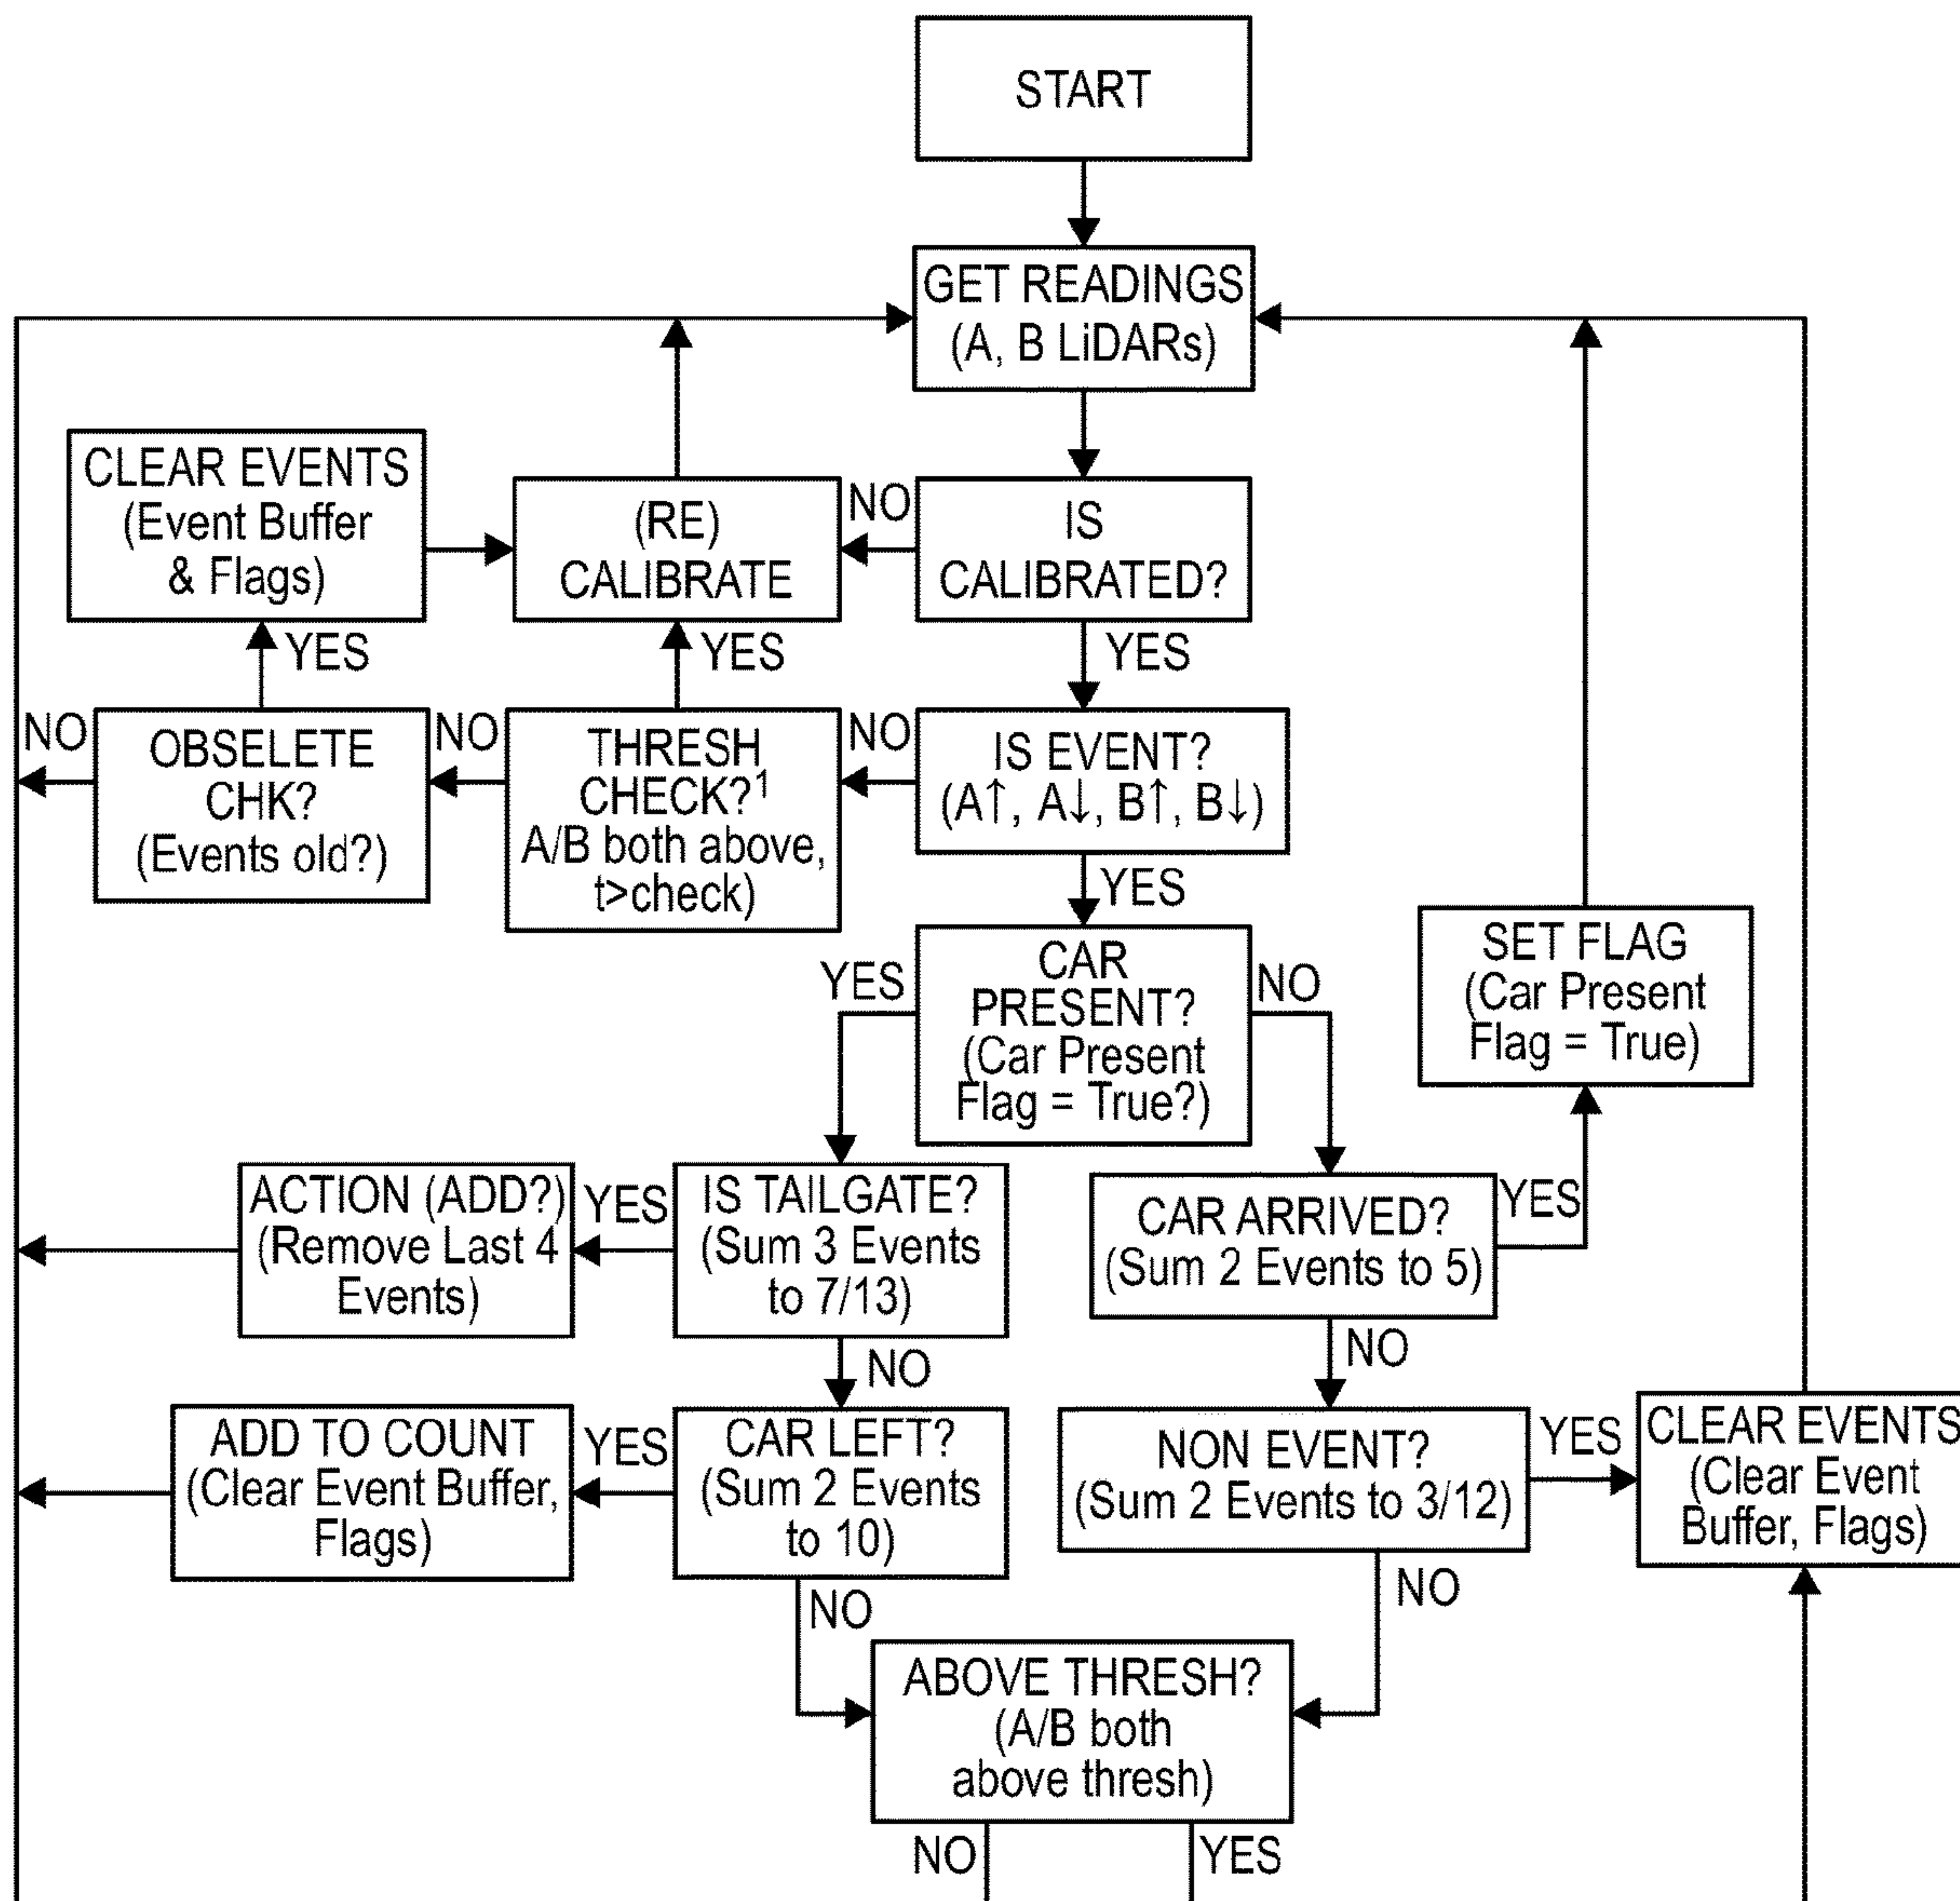 START
GET READINGS
(A, B LiDARs)
CLEAR EVENTS
(Event Buffer
& Flags)
(RE)
CALIBRATE
NO
IS
CALIBRATED?
YES
YES
YES
NO
OBSELETE
CHK?
(Events old?)
NO
THRESH
CHECK?¹
A/B both above,
t>check)
NO
IS EVENT?
(A↑, A↓, B↑, B↓)
YES
SET FLAG
(Car Present
Flag = True)
YES
CAR
PRESENT?
(Car Present
Flag = True?)
NO
ACTION (ADD?)
(Remove Last 4
Events)
YES
IS TAILGATE?
(Sum 3 Events
to 7/13)
CAR ARRIVED?
(Sum 2 Events to 5)
YES
NO
NO
ADD TO COUNT
(Clear Event Buffer,
Flags)
YES
CAR LEFT?
(Sum 2 Events
to 10)
NON EVENT?
(Sum 2 Events to 3/12)
YES
CLEAR EVENTS
(Clear Event
Buffer, Flags)
NO
NO
ABOVE THRESH?
(A/B both
above thresh)
NO
YES